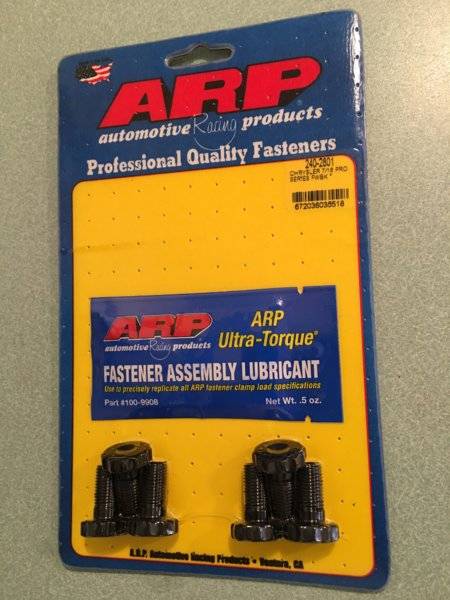 ARP
automotive Racing products
Professional Quality Fasteners
240-2801
CHRYSLER 7/16 PRO
SERIES FWBK *
672036035518
ARP
automotive Racing products
ARP
Ultra-Torque®
FASTENER ASSEMBLY LUBRICANT
Use to precisely replicate all ARP fastener clamp load specifications
Part #100-9908
Net Wt. .5 oz.
A.R.P. Automotive Racing Products • Ventura, CA